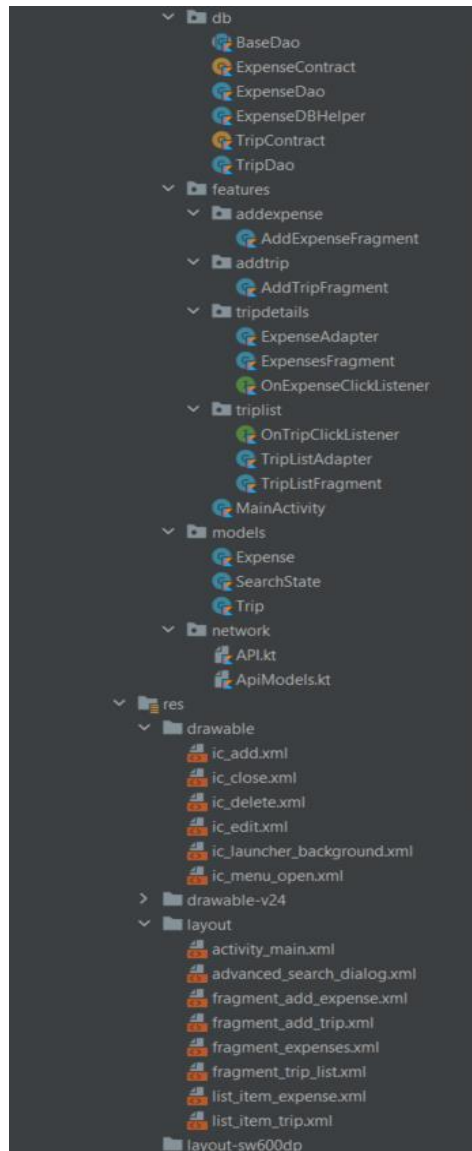 db
BaseDao
ExpenseContract
ExpenseDao
ExpenseDBHelper
TripContract
TripDao
features
addexpense
AddExpenseFragment
addtrip
AddTripFragment
tripdetails
ExpenseAdapter
ExpensesFragment
OnExpenseClickListener
triplist
OnTripClickListener
TripListAdapter
TripListFragment
MainActivity
models
Expense
SearchState
Trip
network
API.kt
ApiModels.kt
res
drawable
ic_add.xml
ic_close.xml
ic_delete.xml
ic_edit.xml
ic_launcher_background.xml
ic_menu_open.xml
drawable-v24
layout
activity_main.xml
advanced_search_dialog.xml
fragment_add_expense.xml
fragment_add_trip.xml
fragment_expenses.xml
fragment_trip_list.xml
list_item_expense.xml
list_item_trip.xml
layout-sw600dp